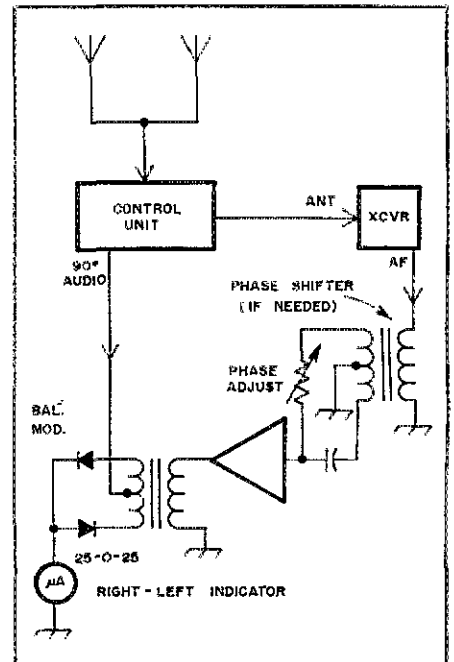 CONTROL
UNIT
ANT
XCVR
90°
AUDIO
AF
PHASE SHIFTER
(IF NEEDED)
PHASE
ADJUST
BAL.
MOD.
25-0-25
μA
RIGHT-LEFT INDICATOR